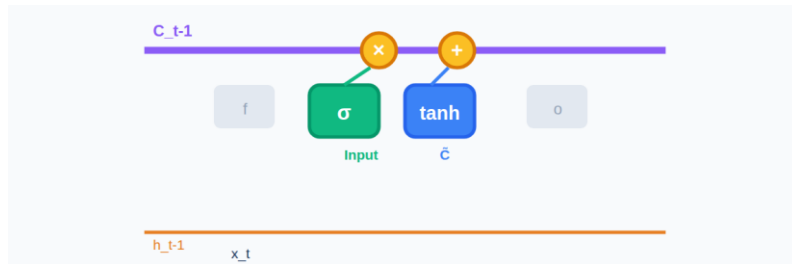 C_t-1
× +
f σ tanh o
Input C̃
h_t-1
x_t